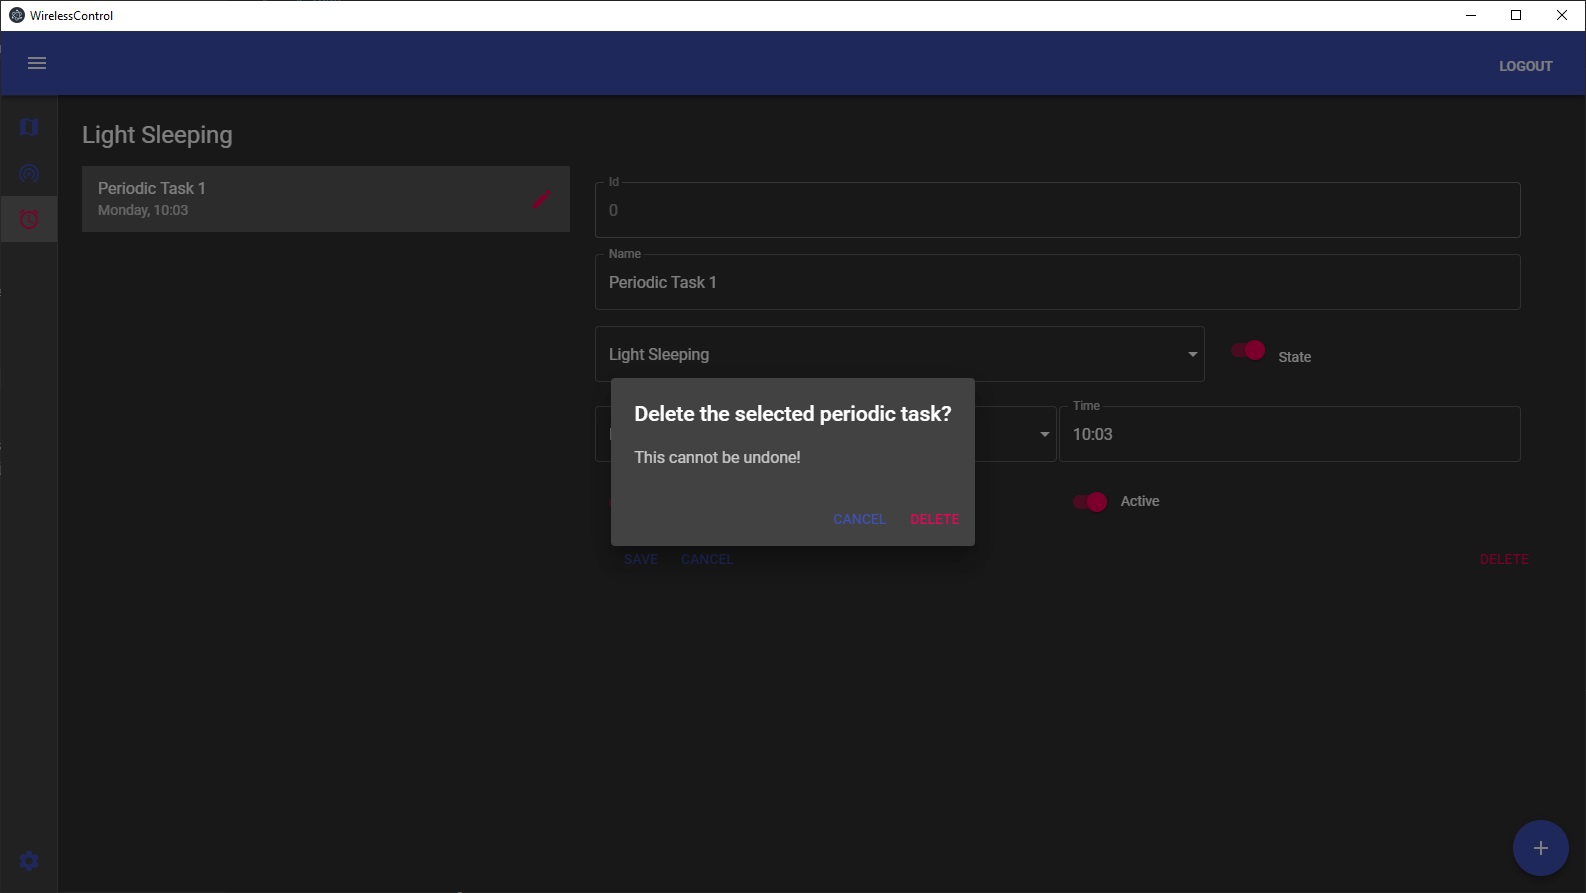 WirelessControl
LOGOUT
Light Sleeping
Periodic Task 1
Monday, 10:03
Id
0
Name
Periodic Task 1
Light Sleeping
State
Time
10:03
Delete the selected periodic task?
This cannot be undone!
CANCEL DELETE
Active
SAVE CANCEL
DELETE